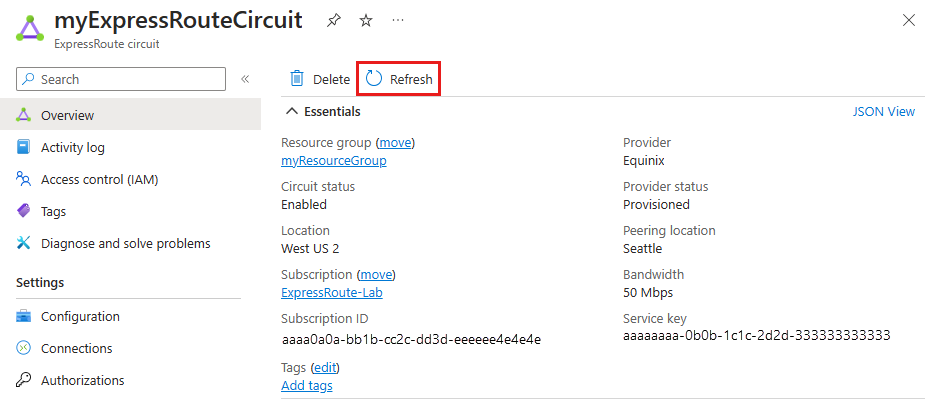 myExpressRouteCircuit
ExpressRoute circuit
Search
Delete
Refresh
Overview
Activity log
Access control (IAM)
Tags
Diagnose and solve problems
Settings
Configuration
Connections
Authorizations
Essentials
JSON View
Resource group (move)
myResourceGroup
Provider
Equinix
Circuit status
Enabled
Provider status
Provisioned
Location
West US 2
Peering location
Seattle
Subscription (move)
ExpressRoute-Lab
Bandwidth
50 Mbps
Subscription ID
aaaa0a0a-bb1b-cc2c-dd3d-eeeeee4e4e4e
Service key
aaaaaaaa-0b0b-1c1c-2d2d-333333333333
Tags (edit)
Add tags